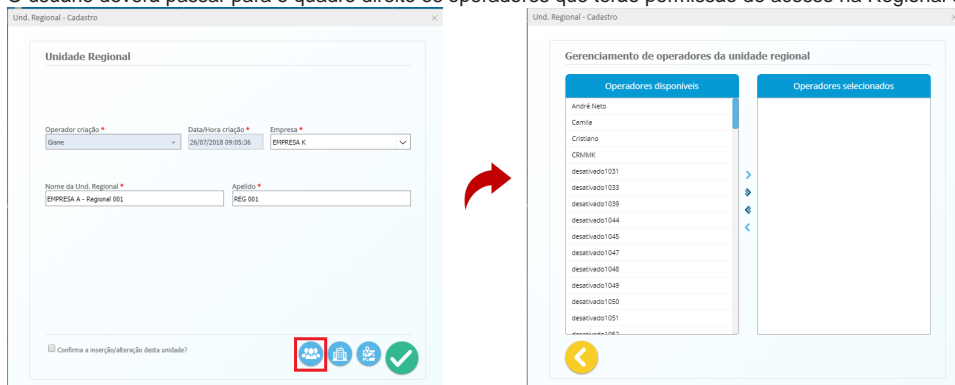 O usuário deverá passar para o quadro direito os operadores que terão permissão de acesso na Regional
Und. Regional - Cadastro
Unidade Regional
Operador criação * Data/Hora criação * Empresa *
Giane 26/07/2018 09:05:36 EMPRESA K
Nome da Und. Regional * Apelido *
EMPRESA A - Regional 001 REG 001
Confirma a inserção/alteração desta unidade?
Und. Regional - Cadastro
Gerenciamento de operadores da unidade regional
Operadores disponíveis Operadores selecionados
André Neto
Camila
Cristiano
CRMMK
desativado1031
desativado1033
desativado1039
desativado1044
desativado1045
desativado1047
desativado1048
desativado1049
desativado1050
desativado1051
desativado1052